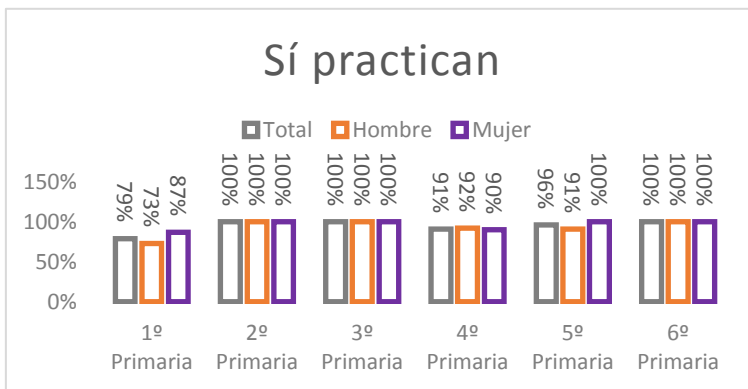 Sí practican
Total Hombre Mujer
79% 73% 87% 100% 100% 100% 100% 100% 100% 91% 92% 90% 96% 91% 100% 100% 100% 100%
150%
100%
50%
0%
1º 2º 3º 4º 5º 6º
Primaria Primaria Primaria Primaria Primaria Primaria